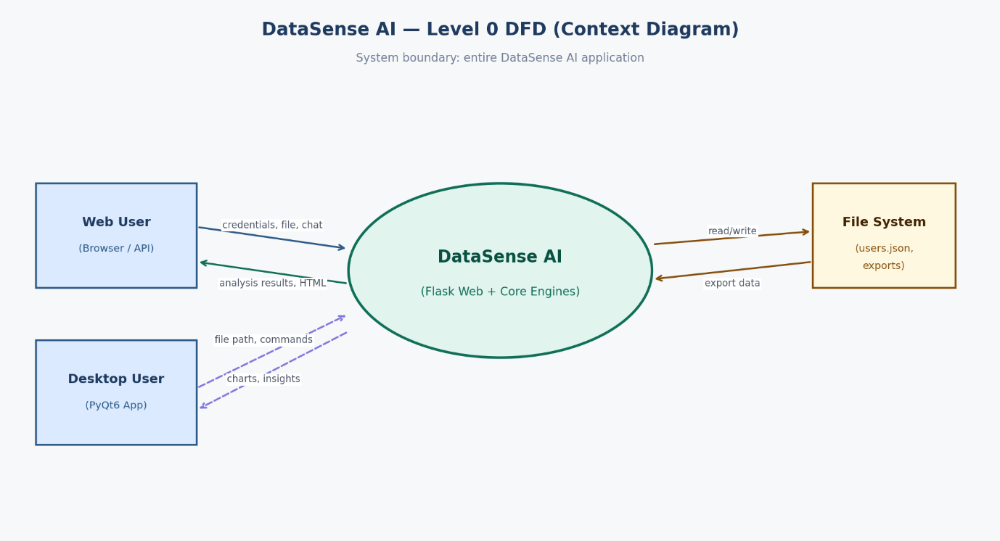 DataSense AI — Level 0 DFD (Context Diagram)
System boundary: entire DataSense AI application
Web User
(Browser / API)
credentials, file, chat
analysis results, HTML
DataSense AI
(Flask Web + Core Engines)
read/write
export data
File System
(users.json,
exports)
Desktop User
(PyQt6 App)
file path, commands
charts, insights